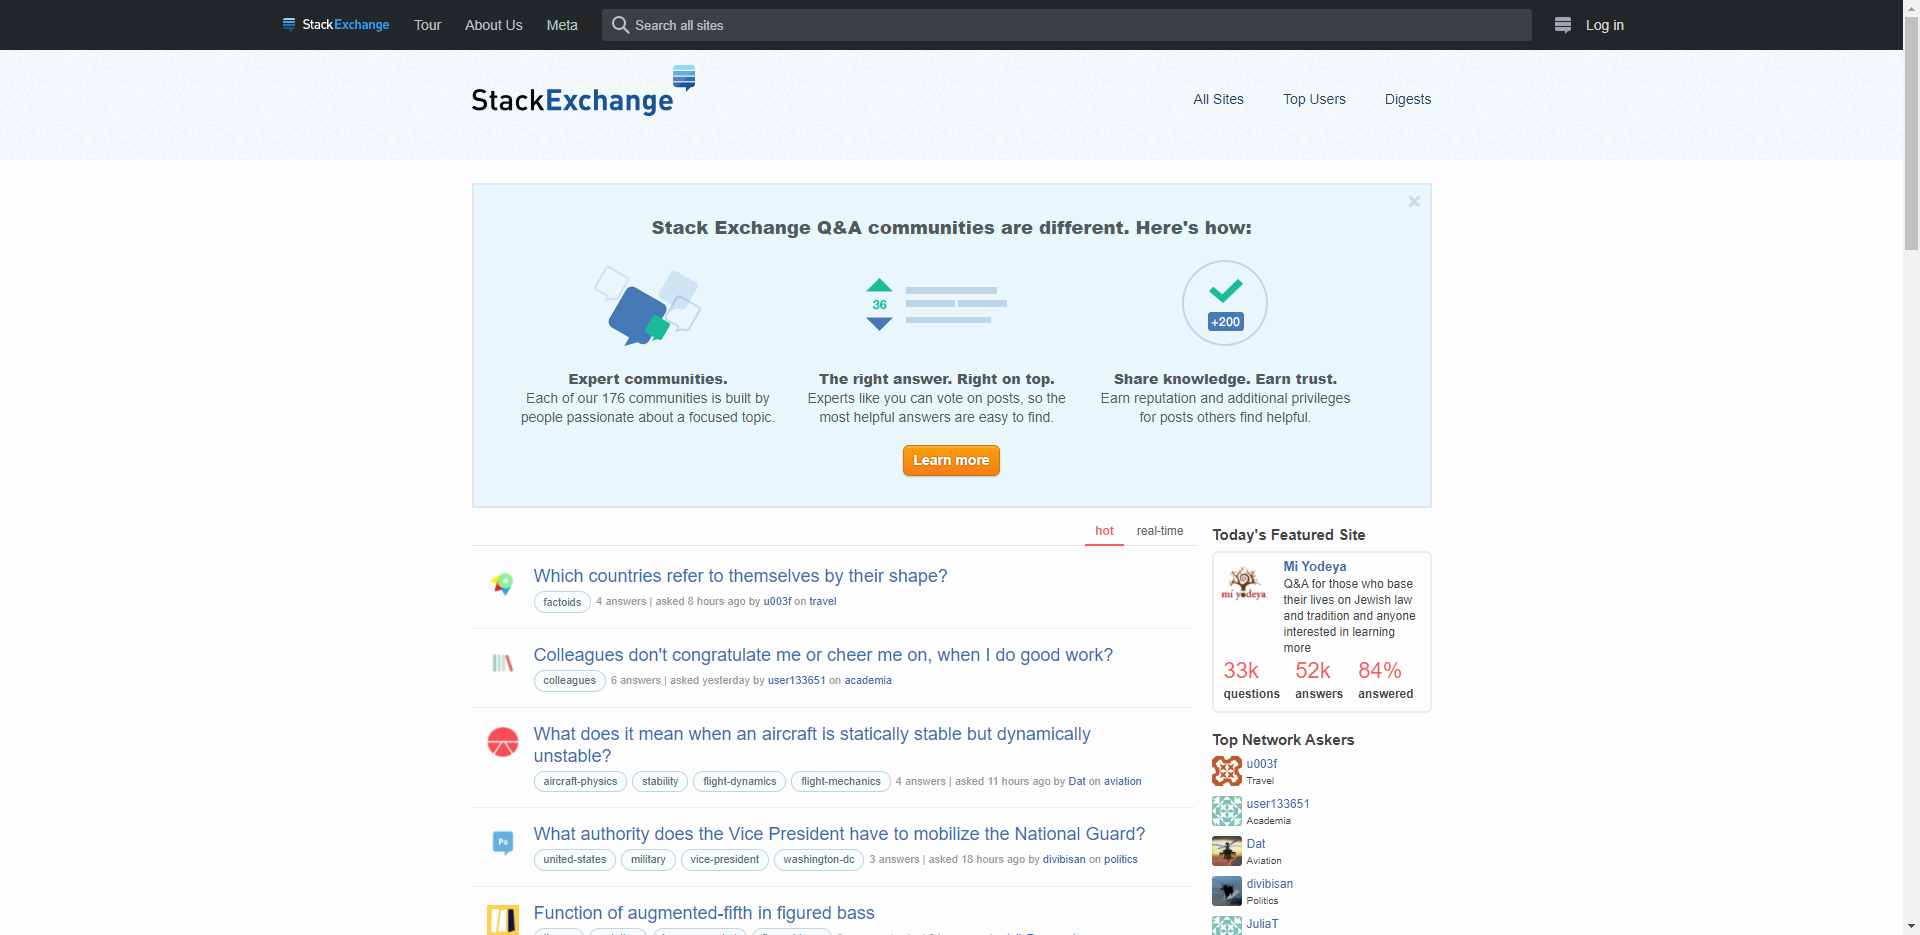 StackExchange
Tour
About Us
Meta
Search all sites
Log in
StackExchange
All Sites
Top Users
Digests
Stack Exchange Q&A communities are different. Here's how:
36
+200
Expert communities.
Each of our 176 communities is built by
people passionate about a focused topic.
The right answer. Right on top.
Experts like you can vote on posts, so the
most helpful answers are easy to find.
Share knowledge. Earn trust.
Earn reputation and additional privileges
for posts others find helpful.
Learn more
hot
real-time
Which countries refer to themselves by their shape?
factoids 4 answers | asked 8 hours ago by u003f on travel
Colleagues don't congratulate me or cheer me on, when I do good work?
colleagues 6 answers | asked yesterday by user133651 on academia
What does it mean when an aircraft is statically stable but dynamically
unstable?
aircraft-physics stability flight-dynamics flight-mechanics 4 answers | asked 11 hours ago by Dat on aviation
Po
What authority does the Vice President have to mobilize the National Guard?
united-states military vice-president washington-dc 3 answers | asked 18 hours ago by divibisan on politics
Function of augmented-fifth in figured bass
Today's Featured Site
mi yodeya
Mi Yodeya
Q&A for those who base
their lives on Jewish law
and tradition and anyone
interested in learning
more
33k
questions
52k
answers
84%
answered
Top Network Askers
u003f
Travel
user133651
Academia
Dat
Aviation
divibisan
Politics
JuliaT